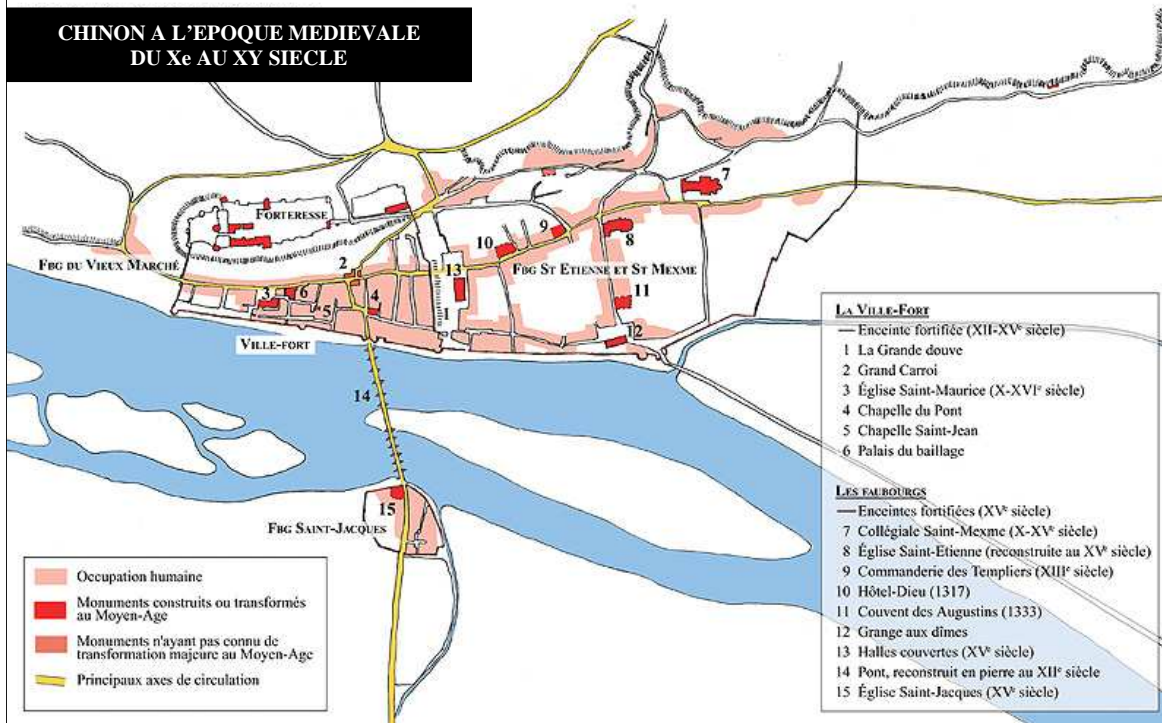 CHINON A L'EPOQUE MEDIEVALE
DU Xe AU XY SIECLE
7
FORTERESSE
9
8
10
FBG DU VIEUX MARCHÉ
2
13
FBG ST ETIENNE ET ST MEXME
3
6
5
4
1
11
12
VILLE-FORT
14
15
FBG SAINT-JACQUES
Occupation humaine
Monuments construits ou transformés
au Moyen-Age
Monuments n'ayant pas connu de
transformation majeure au Moyen-Age
Principaux axes de circulation
LA VILLE-FORT
Enceinte fortifiée (XII-XVe siècle)
1 La Grande douve
2 Grand Carroi
3 Église Saint-Maurice (X-XVIe siècle)
4 Chapelle du Pont
5 Chapelle Saint-Jean
6 Palais du baillage
LES FAUBOURGS
Enceintes fortifiées (XVe siècle)
7 Collégiale Saint-Mexme (X-XVe siècle)
8 Église Saint-Etienne (reconstruite au XVe siècle)
9 Commanderie des Templiers (XIIIe siècle)
10 Hôtel-Dieu (1317)
11 Couvent des Augustins (1333)
12 Grange aux dîmes
13 Halles couvertes (XVe siècle)
14 Pont, reconstruit en pierre au XIIe siècle
15 Église Saint-Jacques (XVe siècle)